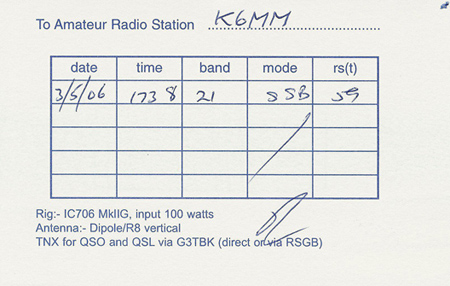 To Amateur Radio Station K6MM
date time band mode rs(t)
3/5/06 1738 21 SSB 59
Rig:- IC706 MkIIG, input 100 watts
Antenna:- Dipole/R8 vertical
TNX for QSO and QSL via G3TBK (direct or via RSGB)